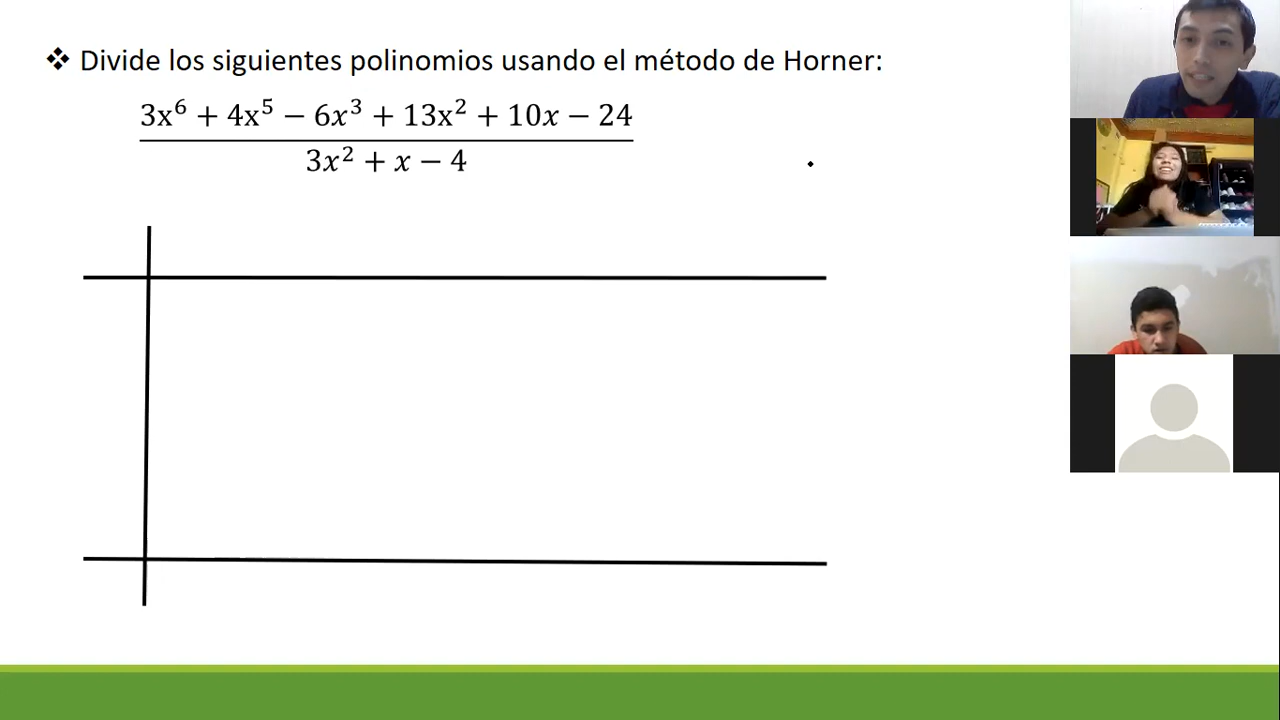 ❖ Divide los siguientes polinomios usando el método de Horner:
3x⁶ + 4x⁵ − 6x³ + 13x² + 10x − 24
3x² + x − 4